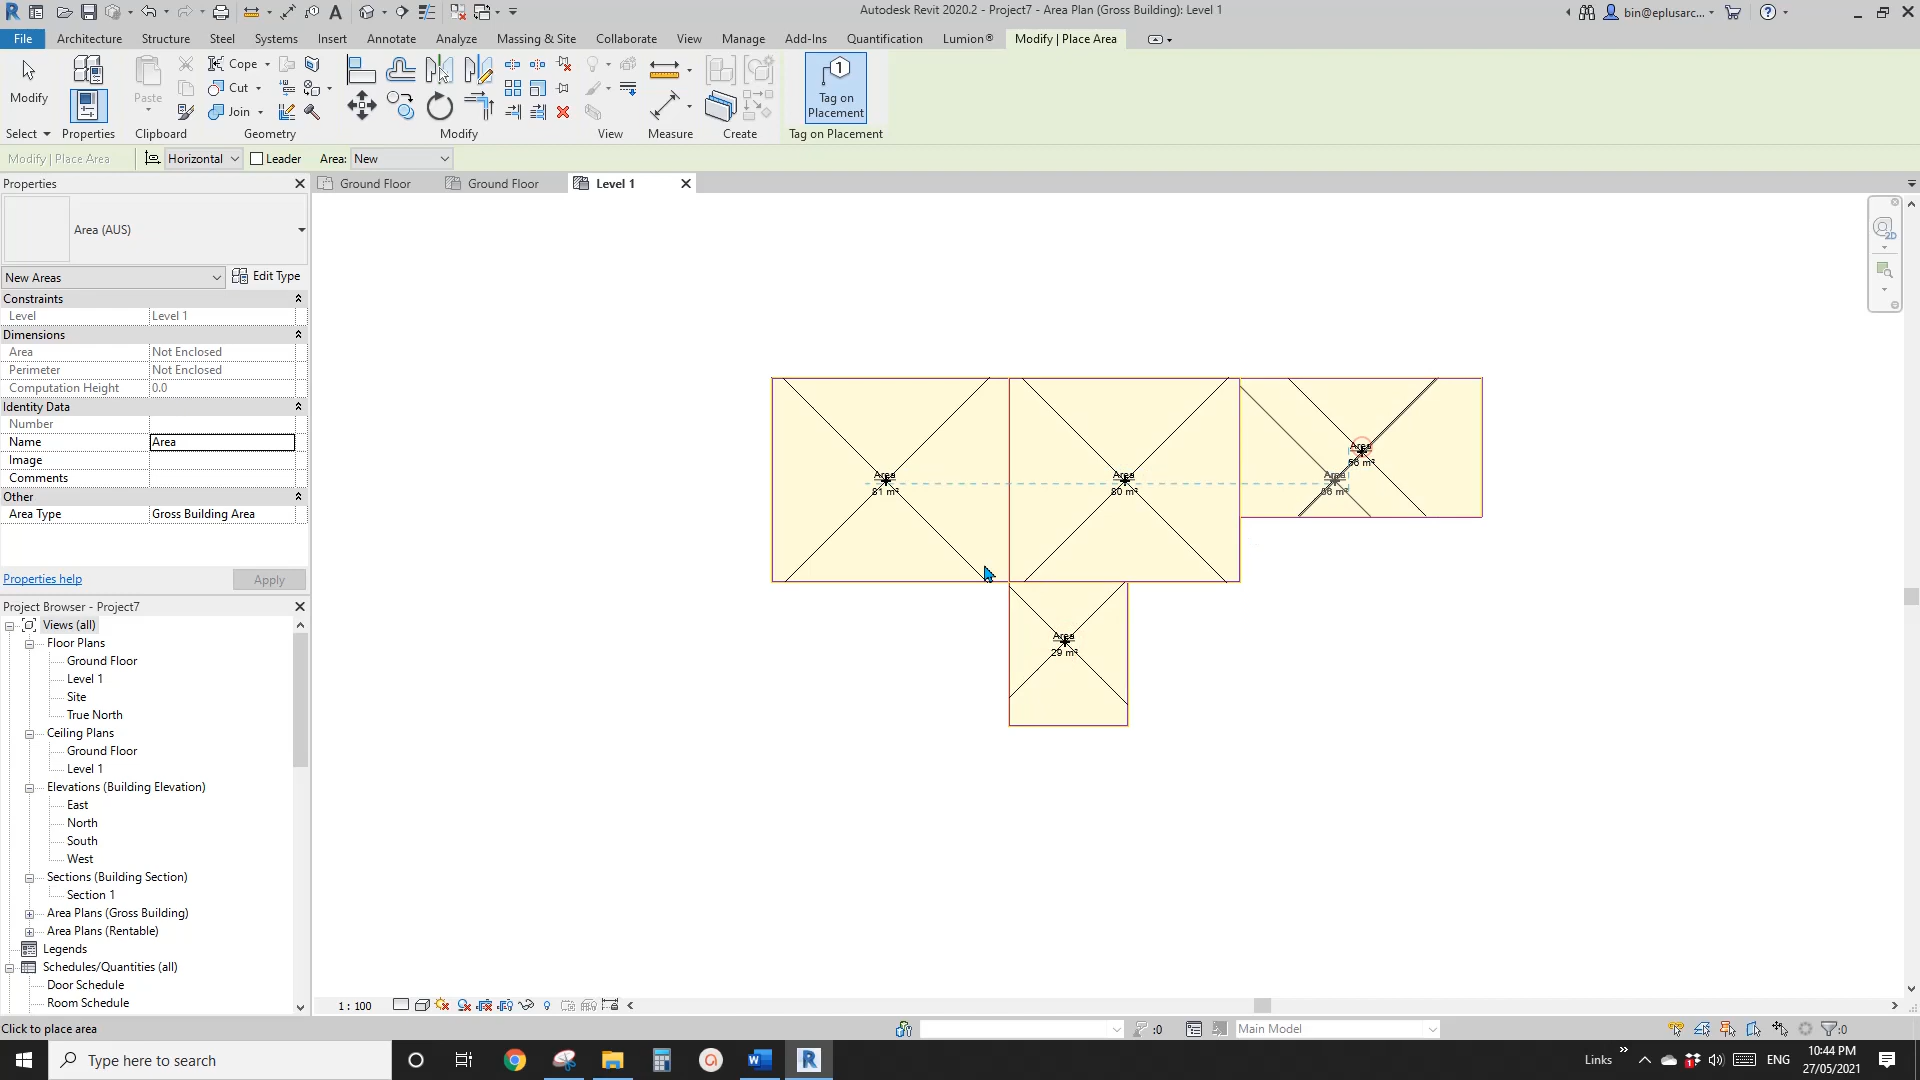 Autodesk Revit 2020.2 - Project7 - Area Plan (Gross Building): Level 1
bin@eplusarc...
File Architecture Structure Steel Systems Insert Annotate Analyze Massing & Site Collaborate View Manage Add-Ins Quantification Lumion® Modify | Place Area
Modify
Paste
Cope
Cut
Join
1
Tag on
Placement
Select Properties Clipboard Geometry Modify View Measure Create Tag on Placement
Modify | Place Area Horizontal Leader Area: New
Properties
Ground Floor Ground Floor Level 1
Area (AUS)
New Areas Edit Type
Constraints
Level Level 1
Dimensions
Area Not Enclosed
Perimeter Not Enclosed
Computation Height 0.0
Identity Data
Number
Name Area
Image
Comments
Other
Area Type Gross Building Area
Properties help Apply
Area
81 m²
Area
80 m²
Area
Area
Area
29 m²
2D
Project Browser - Project7
Views (all)
Floor Plans
Ground Floor
Level 1
Site
True North
Ceiling Plans
Ground Floor
Level 1
Elevations (Building Elevation)
East
North
South
West
Sections (Building Section)
Section 1
Area Plans (Gross Building)
Area Plans (Rentable)
Legends
Schedules/Quantities (all)
Door Schedule
Room Schedule
1 : 100
Click to place area
:0
Main Model
:0
Type here to search
Links
ENG
10:44 PM
27/05/2021